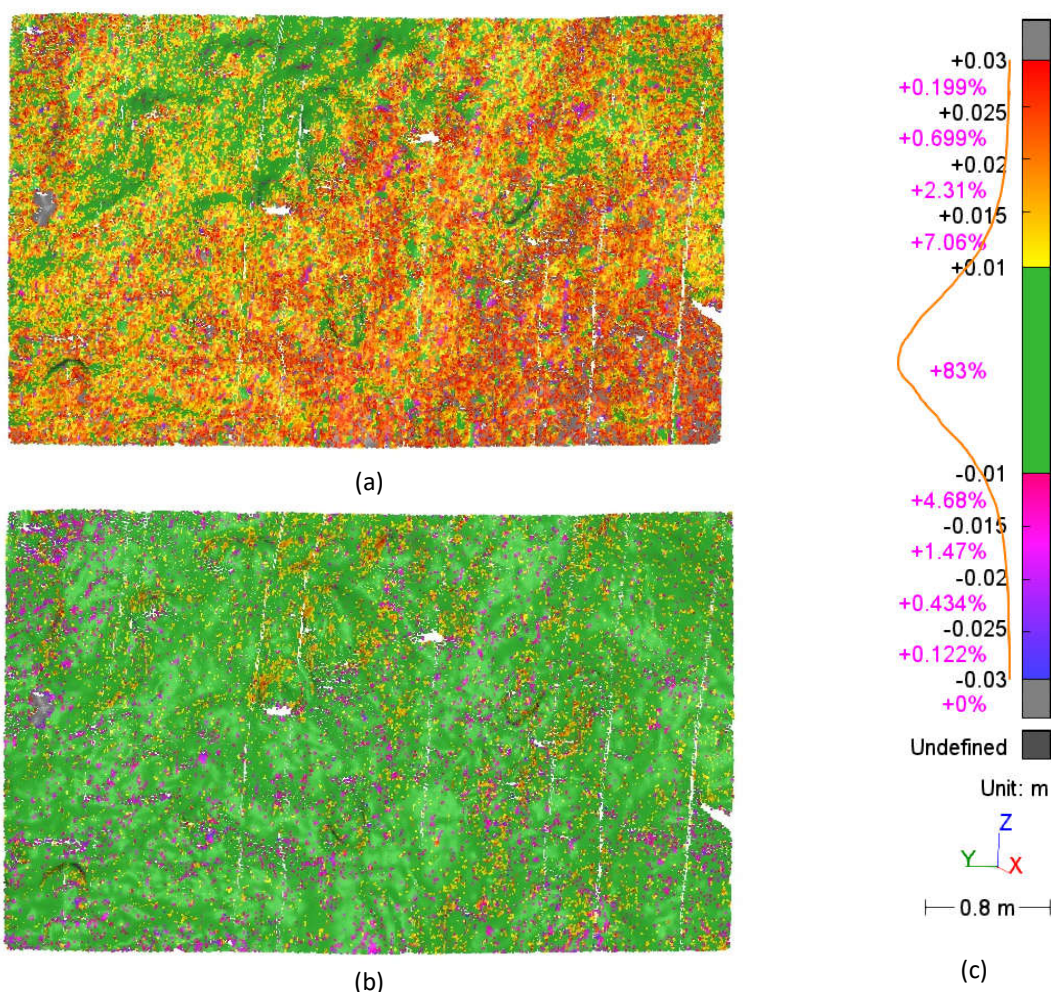 +0.03
+0.199%
+0.025
+0.699%
+0.02
+2.31%
+0.015
+7.06%
+0.01
+83%
-0.01
+4.68%
-0.015
+1.47%
-0.02
+0.434%
-0.025
+0.122%
-0.03
+0%
Undefined
Unit: m
Z
Y
X
0.8 m
(a)
(b)
(c)